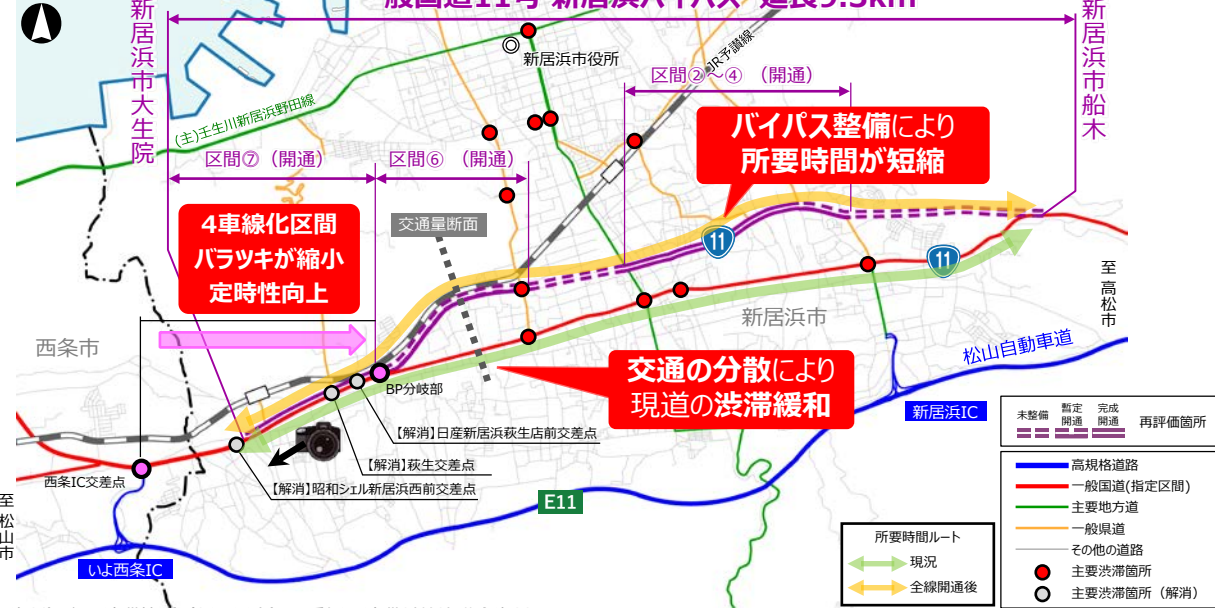 一般国道11号 新居浜バイパス 延長9.3km
新居浜市大生院
新居浜市船木
新居浜市役所
JR予讃線
(主)壬生川新居浜野田線
区間②～④ （開通）
区間⑦（開通）
区間⑥ （開通）
バイパス整備により
所要時間が短縮
4車線化区間
バラツキが縮小
定時性向上
交通量断面
11
11
至 高松市
西条市
新居浜市
松山自動車道
BP分岐部
交通の分散により
現道の渋滞緩和
新居浜IC
【解消】日産新居浜萩生店前交差点
【解消】萩生交差点
【解消】昭和シェル新居浜西前交差点
西条IC交差点
至 松山市
E11
いよ西条IC
未整備 暫定開通 完成開通 再評価箇所
高規格道路
一般国道(指定区間)
主要地方道
一般県道
その他の道路
主要渋滞箇所
主要渋滞箇所（解消）
所要時間ルート
現況
全線開通後